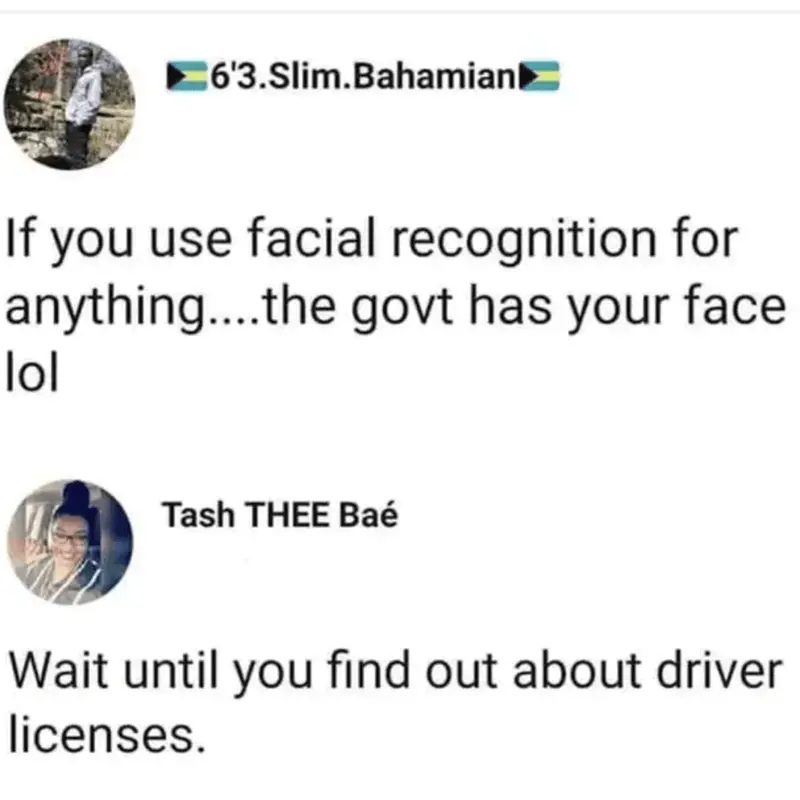 🇧🇸6'3.Slim.Bahamian🇧🇸
If you use facial recognition for
anything....the govt has your face
lol
Tash THEE Baé
Wait until you find out about driver
licenses.